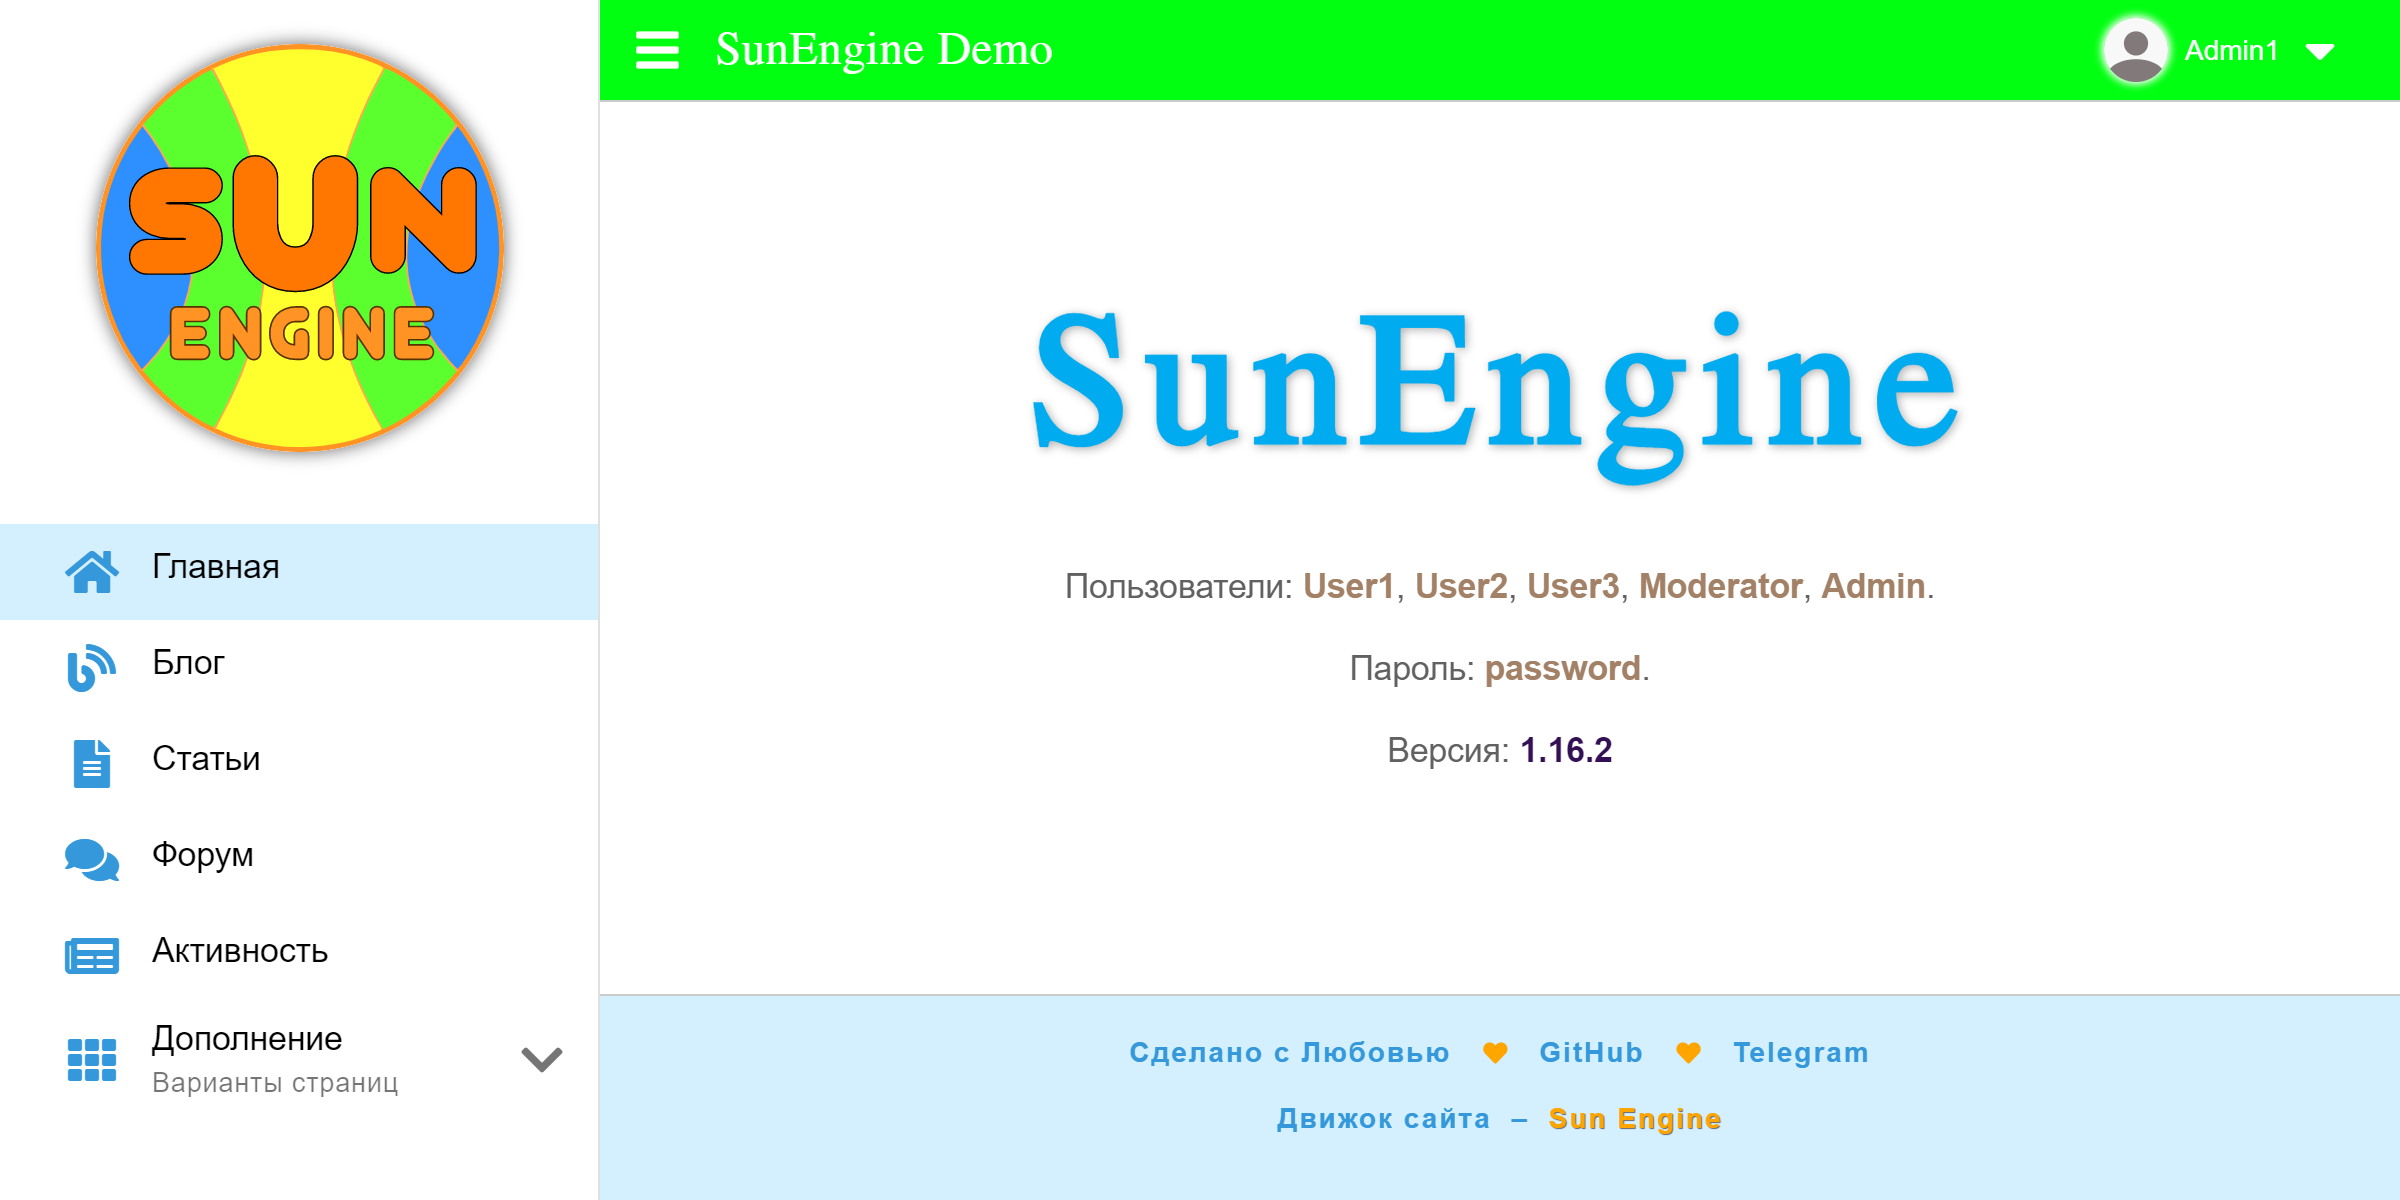 SUN
ENGINE
Главная
Блог
Статьи
Форум
Активность
Дополнение
Варианты страниц
SunEngine Demo
Admin1
SunEngine
Пользователи: User1, User2, User3, Moderator, Admin.
Пароль: password.
Версия: 1.16.2
Сделано с Любовью GitHub Telegram
Движок сайта – Sun Engine